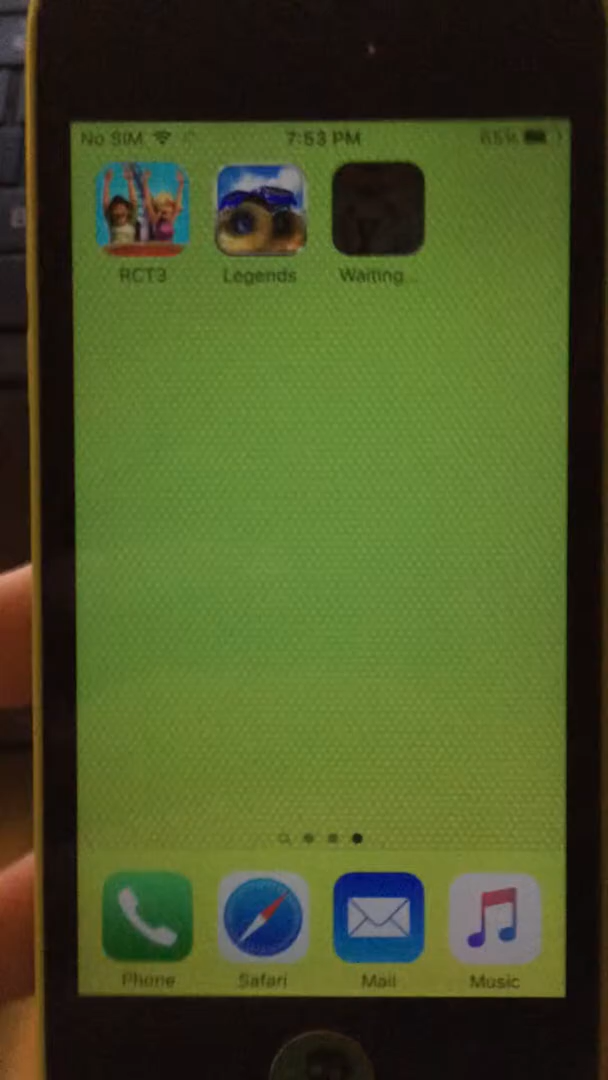 No SIM 7:53 PM 65%
RCT3 Legends Waiting...
Phone Safari Mail Music